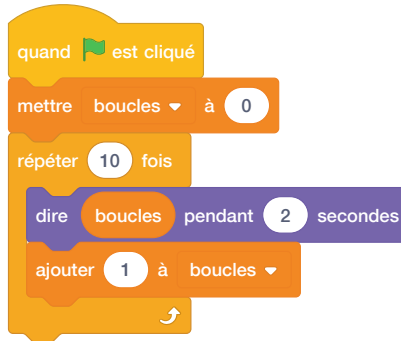 quand est cliqué
mettre boucles à 0
répéter 10 fois
dire boucles pendant 2 secondes
ajouter 1 à boucles